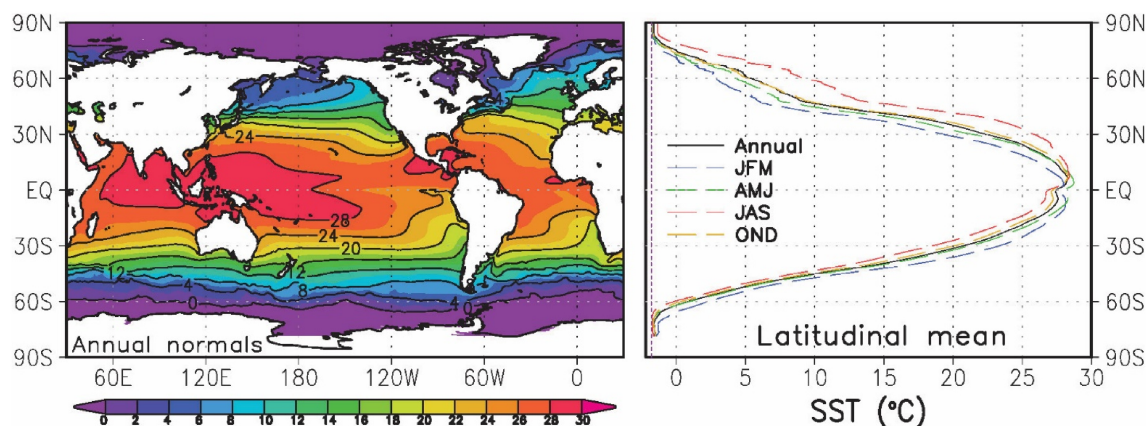 90N
60N
30N
EQ
30S
60S
90S
24
28
24
20
12
12
4
8
0
4
0
Annual normals
60E
120E
180
120W
60W
0
0 2 4 6 8 10 12 14 16 18 20 22 24 26 28 30
Annual
JFM
AMJ
JAS
OND
Latitudinal mean
90N
60N
30N
EQ
30S
60S
90S
0 5 10 15 20 25 30
SST (°C)